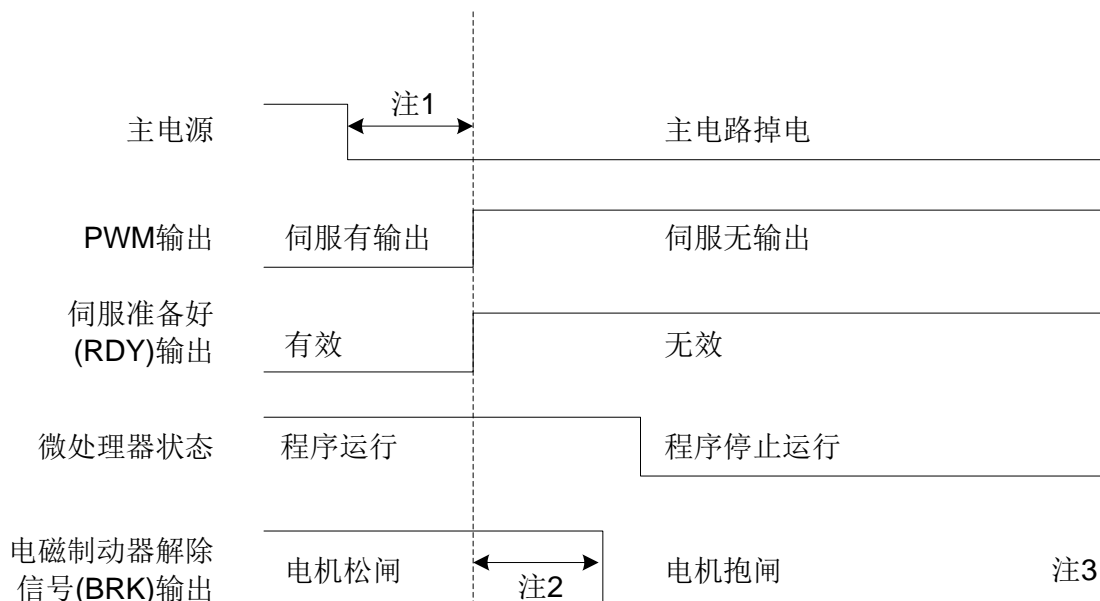 注1
主电源
主电路掉电
PWM输出
伺服有输出
伺服无输出
伺服准备好
(RDY)输出
有效
无效
微处理器状态
程序运行
程序停止运行
电磁制动器解除
信号(BRK)输出
电机松闸
注2
电机抱闸
注3